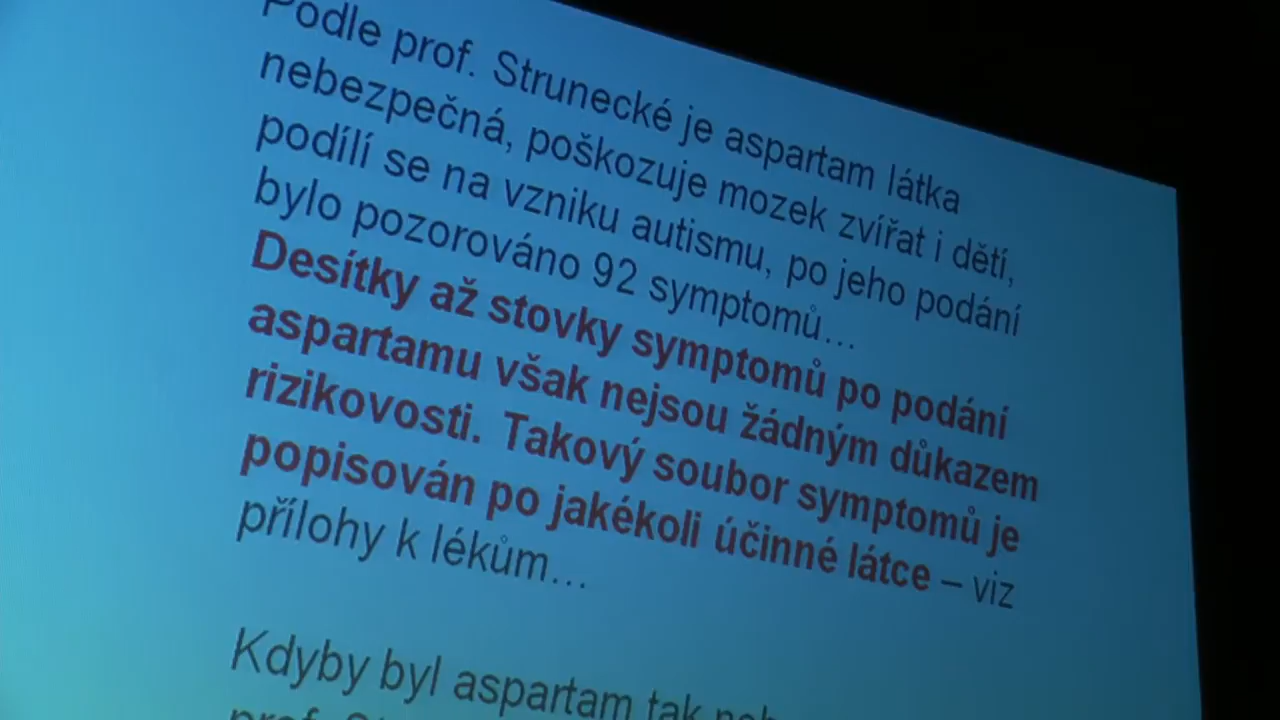 Podle prof. Strunecké je aspartam látka
nebezpečná, poškozuje mozek zvířat i dětí,
podílí se na vzniku autismu, po jeho podání
bylo pozorováno 92 symptomů...
Desítky až stovky symptomů po podání
aspartamu však nejsou žádným důkazem
rizikovosti. Takový soubor symptomů je
popisován po jakékoli účinné látce – viz
přílohy k lékům...
Kdyby byl aspartam tak
prof.